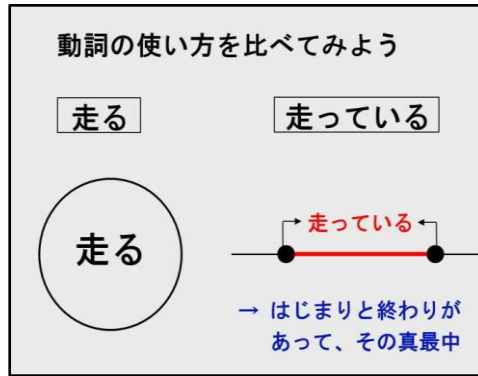 動詞の使い方を比べてみよう
走る
走っている
走る
走っている
→ はじまりと終わりが
あって、その真最中